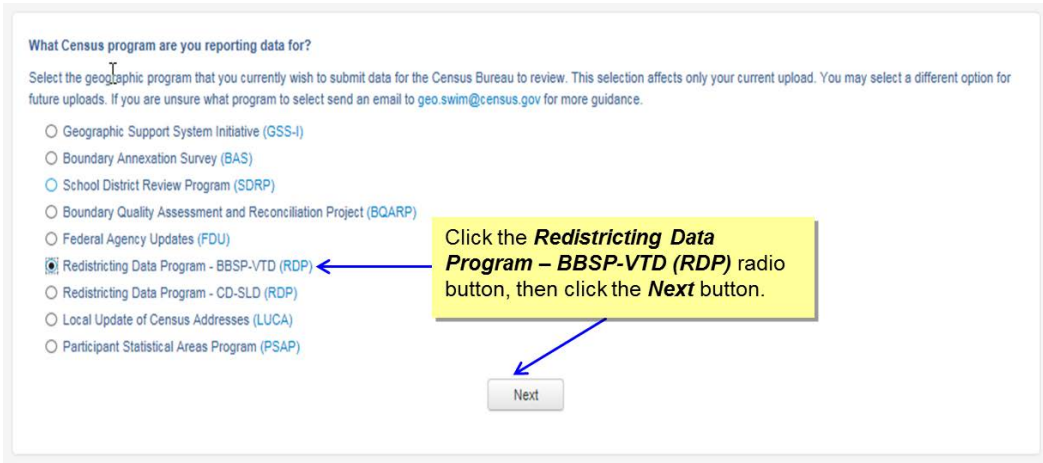 What Census program are you reporting data for?
Select the geographic program that you currently wish to submit data for the Census Bureau to review. This selection affects only your current upload. You may select a different option for
future uploads. If you are unsure what program to select send an email to geo.swim@census.gov for more guidance.
Geographic Support System Initiative (GSS-I)
Boundary Annexation Survey (BAS)
School District Review Program (SDRP)
Boundary Quality Assessment and Reconciliation Project (BQARP)
Federal Agency Updates (FDU)
Redistricting Data Program - BBSP-VTD (RDP)
Redistricting Data Program - CD-SLD (RDP)
Local Update of Census Addresses (LUCA)
Participant Statistical Areas Program (PSAP)
Click the Redistricting Data
Program – BBSP-VTD (RDP) radio
button, then click the Next button.
Next